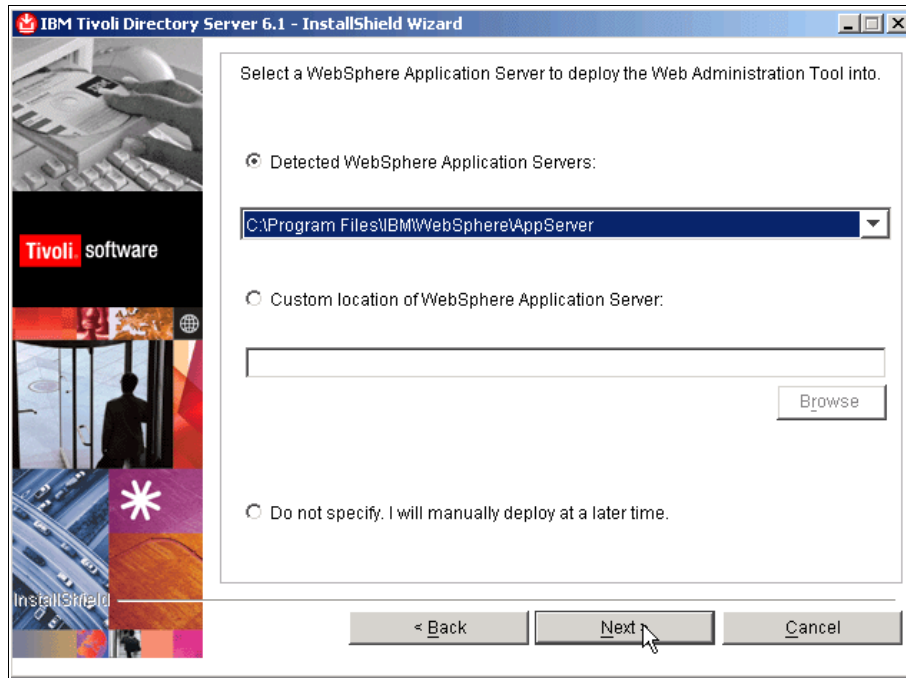 IBM Tivoli Directory Server 6.1 - InstallShield Wizard
Select a WebSphere Application Server to deploy the Web Administration Tool into.
Detected WebSphere Application Servers:
C:\Program Files\IBM\WebSphere\AppServer
Tivoli. software
Custom location of WebSphere Application Server:
Browse
Do not specify. I will manually deploy at a later time.
InstallShield
< Back
Next >
Cancel